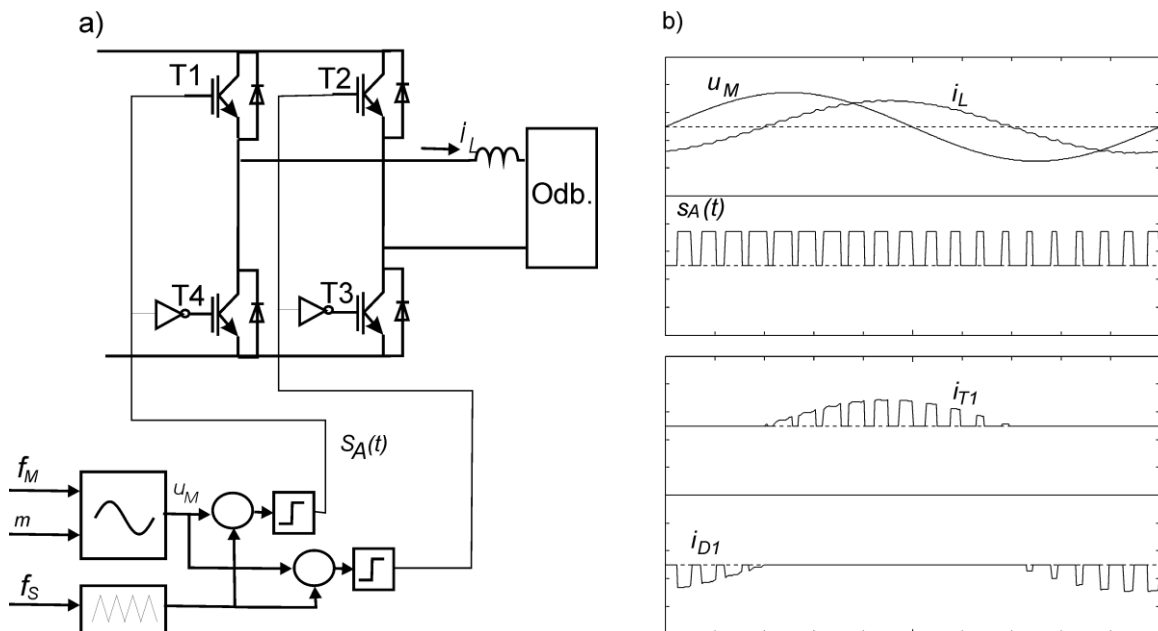 a)
T1
T2
i_L
Odb.
T4
T3
S_A(t)
f_M
u_M
m
f_S
b)
u_M
i_L
s_A(t)
i_T1
i_D1